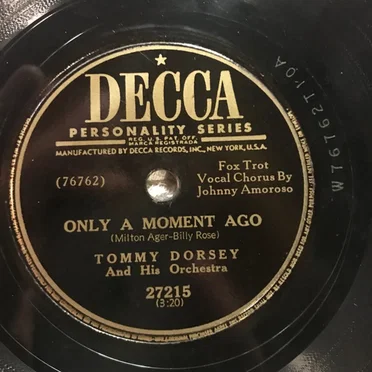 DECCA
PERSONALITY SERIES
REG. U.S. PAT. OFF.
MARCA REGISTRADA
MANUFACTURED BY DECCA RECORDS, INC., NEW YORK, U.S.A.
Fox Trot
(76762)
Vocal Chorus By
Johnny Amoroso
ONLY A MOMENT AGO
(Milton Ager-Billy Rose)
TOMMY DORSEY
And His Orchestra
27215
(3:20)
W76762T1